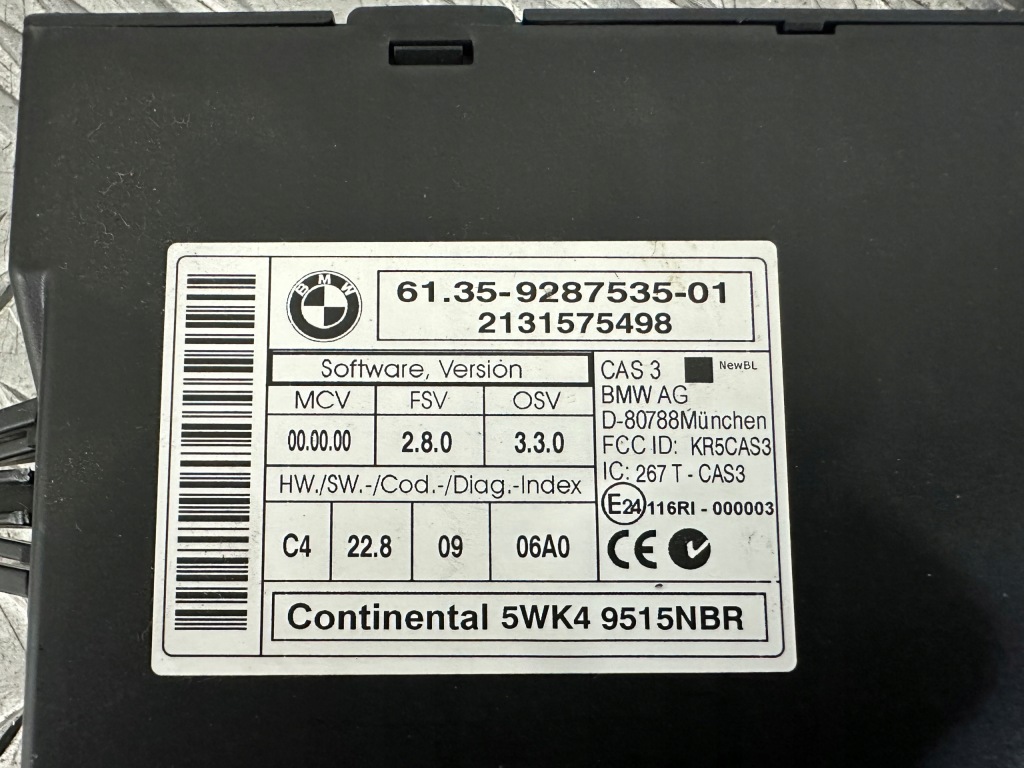 BMW
61.35-9287535-01
2131575498
Software, Version
MCV FSV OSV
00.00.00 2.8.0 3.3.0
HW./SW.-/Cod.-/Diag.-Index
C4 22.8 09 06A0
CAS 3 NewBL
BMW AG
D-80788München
FCC ID: KR5CAS3
IC: 267 T - CAS3
E24 116RI - 000003
CE
Continental 5WK4 9515NBR